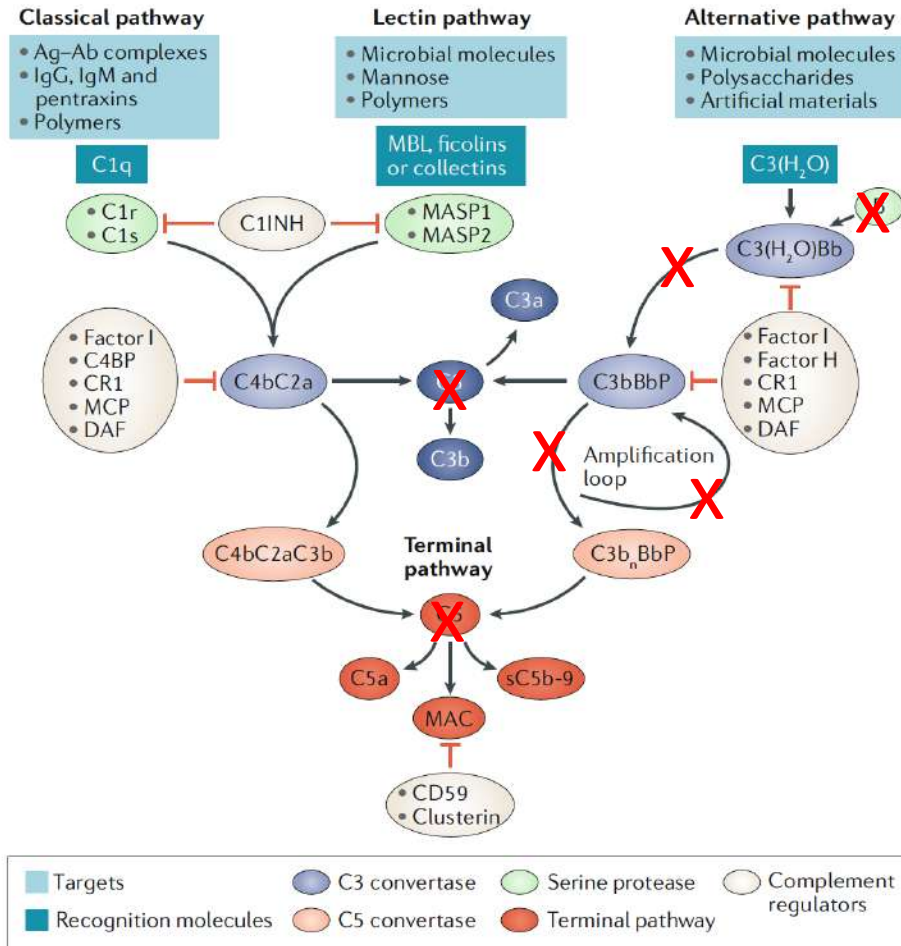 Classical pathway
Lectin pathway
Alternative pathway
• Ag–Ab complexes
• IgG, IgM and
pentraxins
• Polymers
• Microbial molecules
• Mannose
• Polymers
• Microbial molecules
• Polysaccharides
• Artificial materials
C1q
MBL, ficolins
or collectins
C3(H₂O)
• C1r
• C1s
C1INH
• MASP1
• MASP2
X
C3(H₂O)Bb
X
C3a
• Factor I
• C4BP
• CR1
• MCP
• DAF
C4bC2a
X
C3bBbP
• Factor I
• Factor H
• CR1
• MCP
• DAF
C3b
X
Amplification
loop
X
C4bC2aC3b
Terminal
pathway
C3bₙBbP
X
C5a
sC5b-9
MAC
• CD59
• Clusterin
Targets
C3 convertase
Serine protease
Complement
regulators
Recognition molecules
C5 convertase
Terminal pathway